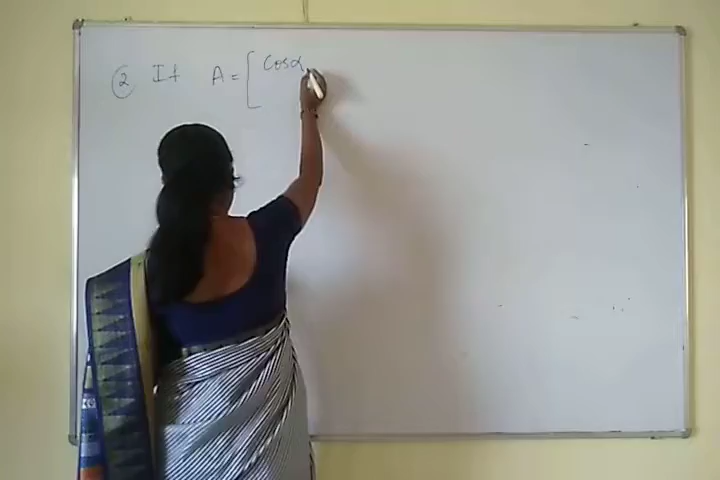 ② If A = [ Cosα